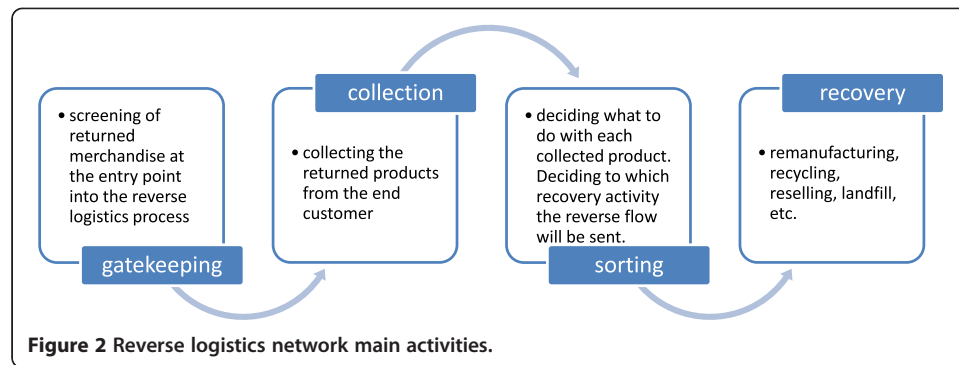 • screening of
returned
merchandise at
the entry point
into the reverse
logistics process
gatekeeping
collection
• collecting the
returned products
from the end
customer
• deciding what to
do with each
collected product.
Deciding to which
recovery activity
the reverse flow
will be sent.
sorting
recovery
• remanufacturing,
recycling,
reselling, landfill,
etc.
Figure 2 Reverse logistics network main activities.